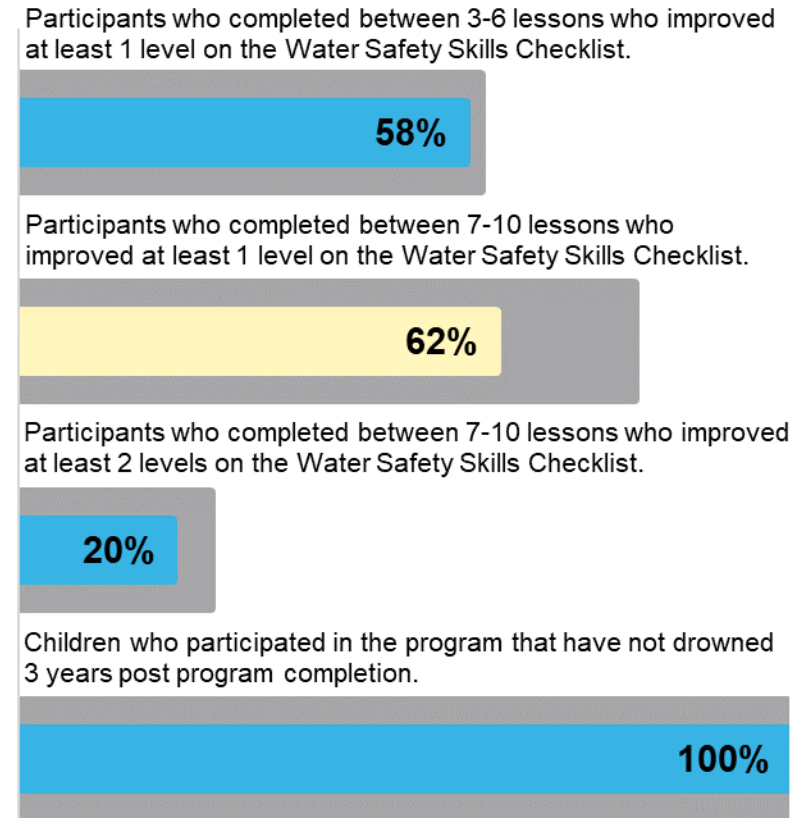 Participants who completed between 3-6 lessons who improved
at least 1 level on the Water Safety Skills Checklist.
58%
Participants who completed between 7-10 lessons who
improved at least 1 level on the Water Safety Skills Checklist.
62%
Participants who completed between 7-10 lessons who improved
at least 2 levels on the Water Safety Skills Checklist.
20%
Children who participated in the program that have not drowned
3 years post program completion.
100%